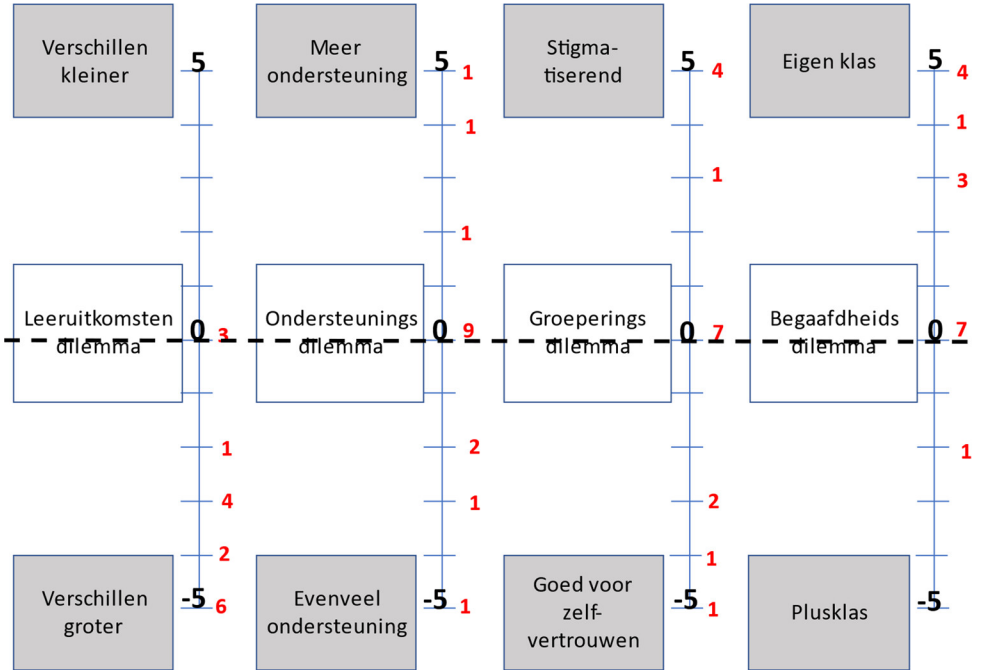 Verschillen
kleiner
5
Leeruitkomsten
dilemma
0
3
1
4
2
Verschillen
groter
-5
6
Meer
ondersteuning
5
1
1
1
Ondersteunings
dilemma
0
9
2
1
Evenveel
ondersteuning
-5
1
Stigma-
tiserend
5
4
1
Groeperings
dilemma
0
7
2
1
Goed voor
zelf-
vertrouwen
-5
1
Eigen klas
5
4
1
3
Begaafdheids
dilemma
0
7
1
Plusklas
-5